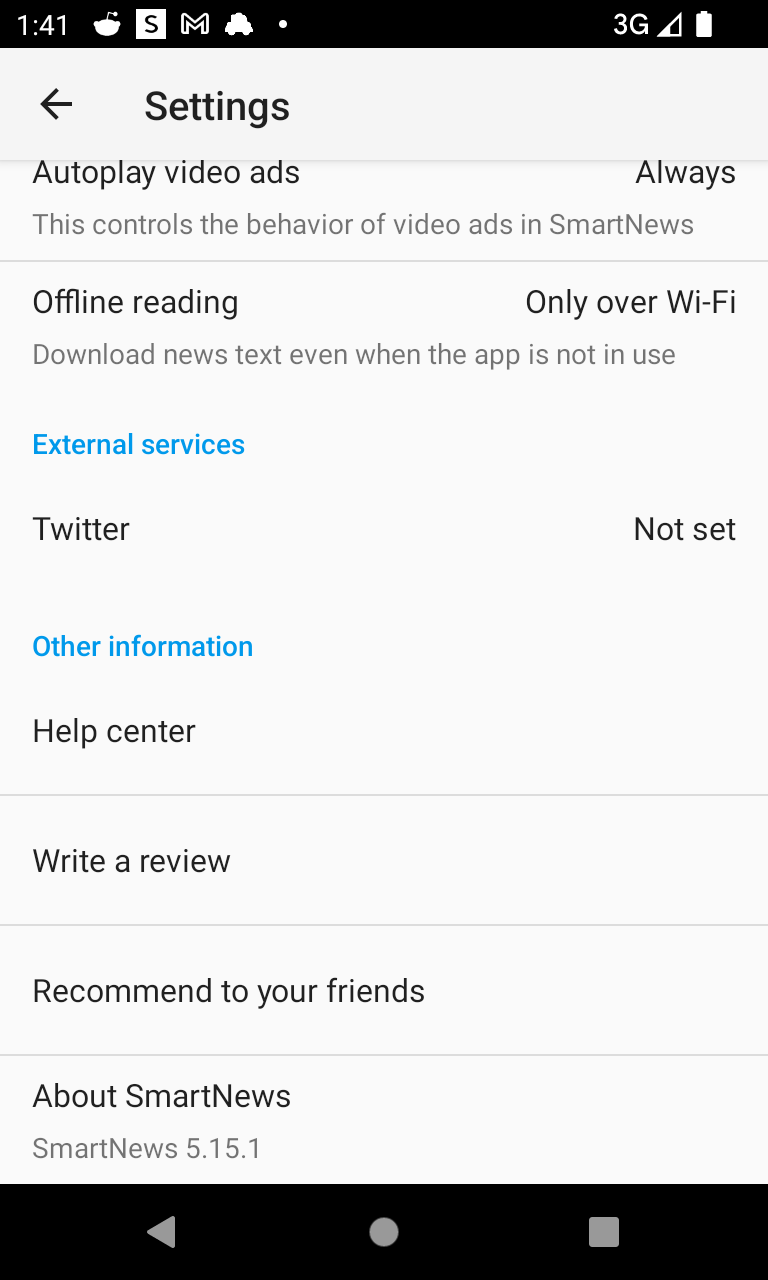 1:41 S 3G
Settings
Autoplay video ads Always
This controls the behavior of video ads in SmartNews
Offline reading Only over Wi-Fi
Download news text even when the app is not in use
External services
Twitter Not set
Other information
Help center
Write a review
Recommend to your friends
About SmartNews
SmartNews 5.15.1